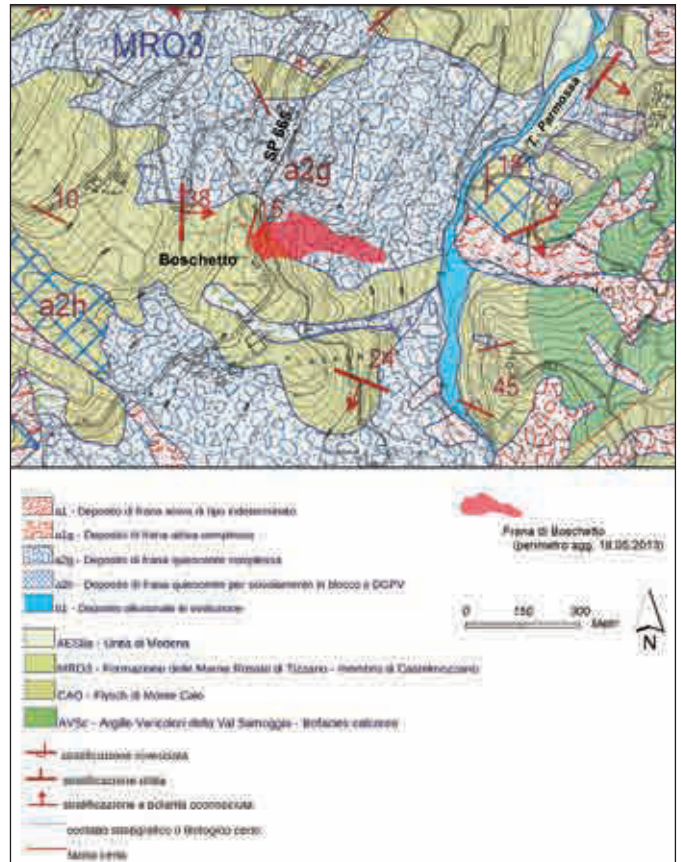 MRO3
SP 665
T. Parmossa
a2g
18
8
10
38
15
Boschetto
a2h
24
45
a1 - Deposito di frana attiva di tipo indeterminato
a1g - Deposito di frana attiva complessa
a2g - Deposito di frana quiescente complessa
a2h - Deposito di frana quiescente per scivolamento in blocco o DGPV
b1 - Deposito alluvionale in evoluzione
Unità di Modena
MRO3 - Formazione delle Marne Rosate di Tizzano - membro di
CAO - Flysch di Monte Caio
AVSc - Argille Varicolori della Val Samoggia - litofacies calcarea
stratificazione rovesciata
stratificazione diritta
stratificazione a polarità sconosciuta
contatto stratigrafico o litologico certo
faglia certa
Frana di Boschetto
(perimetro agg. 18.05.2013)
0 150 300
N